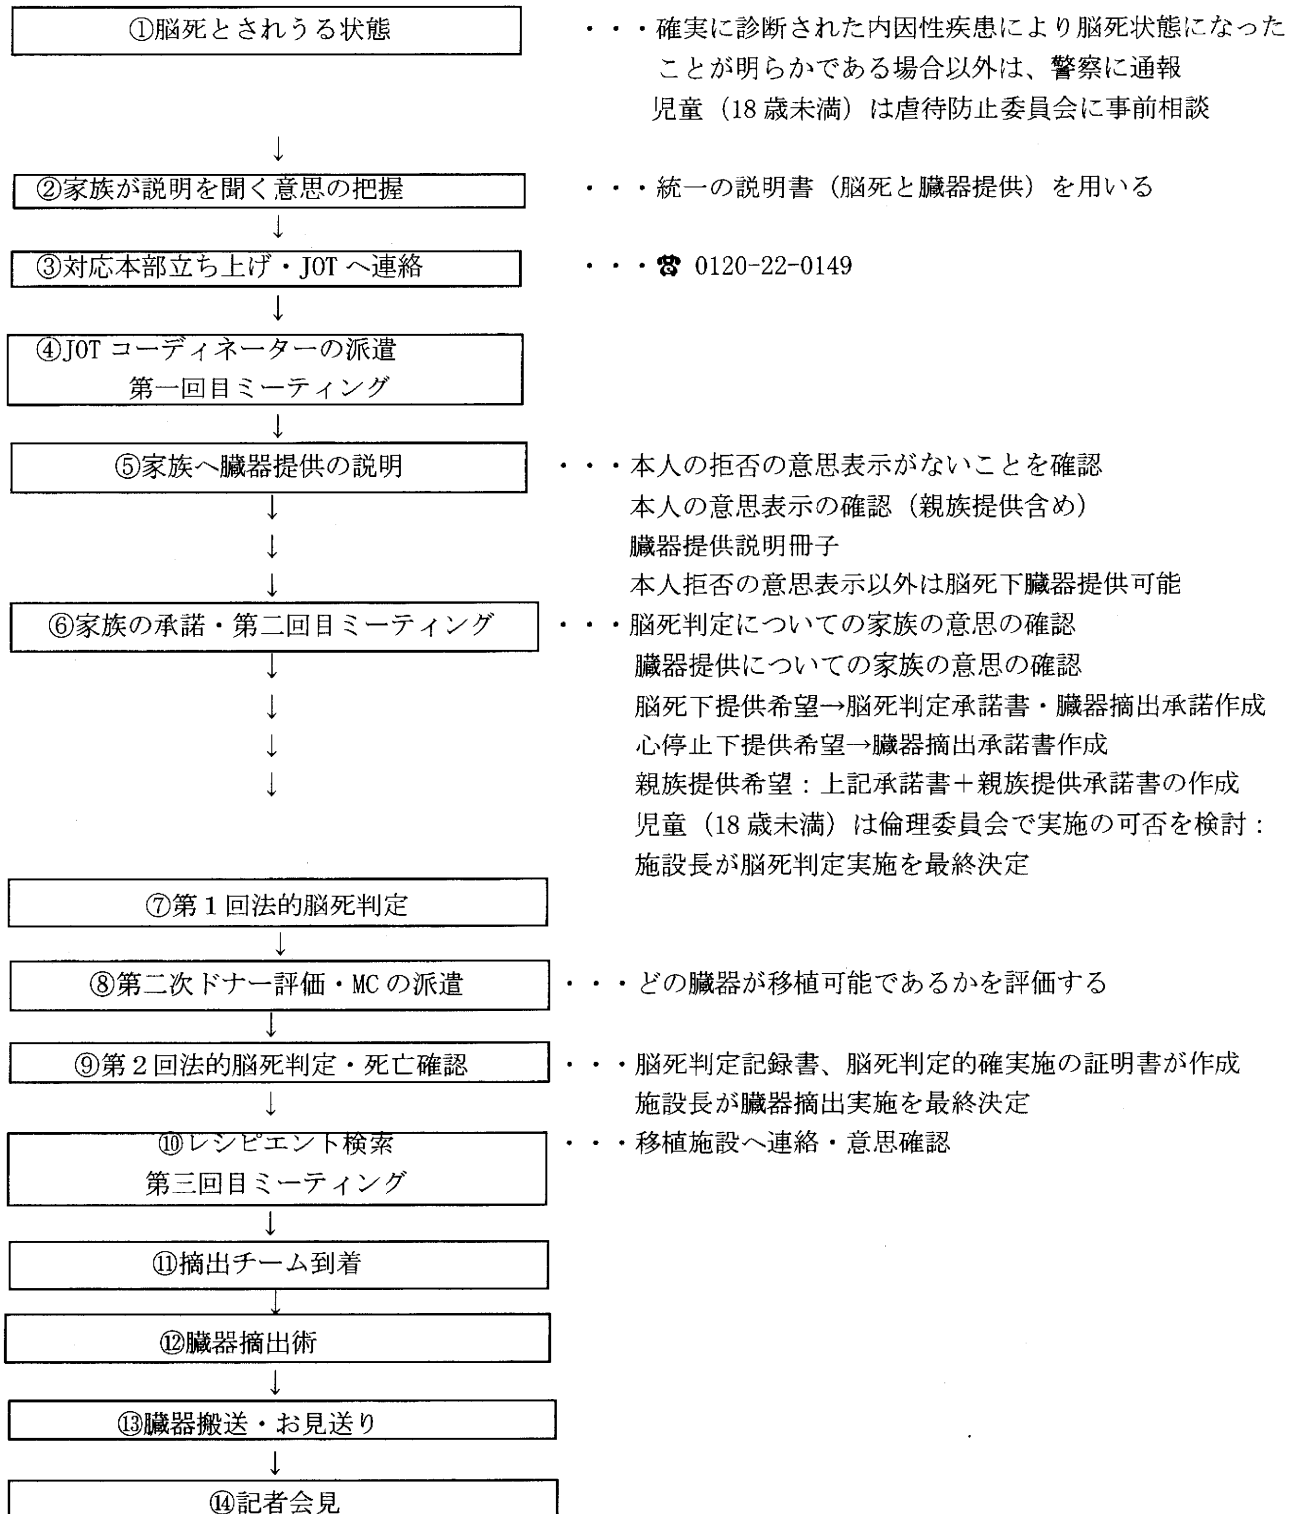 ①脳死とされうる状態 ・・・確実に診断された内因性疾患により脳死状態になった
ことが明らかである場合以外は、警察に通報
児童（18 歳未満）は虐待防止委員会に事前相談
↓
②家族が説明を聞く意思の把握 ・・・統一の説明書（脳死と臓器提供）を用いる
↓
③対応本部立ち上げ・JOT へ連絡 ・・・☎ 0120-22-0149
↓
④JOT コーディネーターの派遣
第一回目ミーティング
↓
⑤家族へ臓器提供の説明 ・・・本人の拒否の意思表示がないことを確認
↓ 本人の意思表示の確認（親族提供含め）
↓ 臓器提供説明冊子
↓ 本人拒否の意思表示以外は脳死下臓器提供可能
⑥家族の承諾・第二回目ミーティング ・・・脳死判定についての家族の意思の確認
↓ 臓器提供についての家族の意思の確認
↓ 脳死下提供希望→脳死判定承諾書・臓器摘出承諾作成
↓ 心停止下提供希望→臓器摘出承諾書作成
↓ 親族提供希望：上記承諾書＋親族提供承諾書の作成
児童（18 歳未満）は倫理委員会で実施の可否を検討：
施設長が脳死判定実施を最終決定
⑦第１回法的脳死判定
↓
⑧第二次ドナー評価・MC の派遣 ・・・どの臓器が移植可能であるかを評価する
↓
⑨第２回法的脳死判定・死亡確認 ・・・脳死判定記録書、脳死判定的確実施の証明書が作成
↓ 施設長が臓器摘出実施を最終決定
⑩レシピエント検索 ・・・移植施設へ連絡・意思確認
第三回目ミーティング
↓
⑪摘出チーム到着
↓
⑫臓器摘出術
↓
⑬臓器搬送・お見送り
↓
⑭記者会見